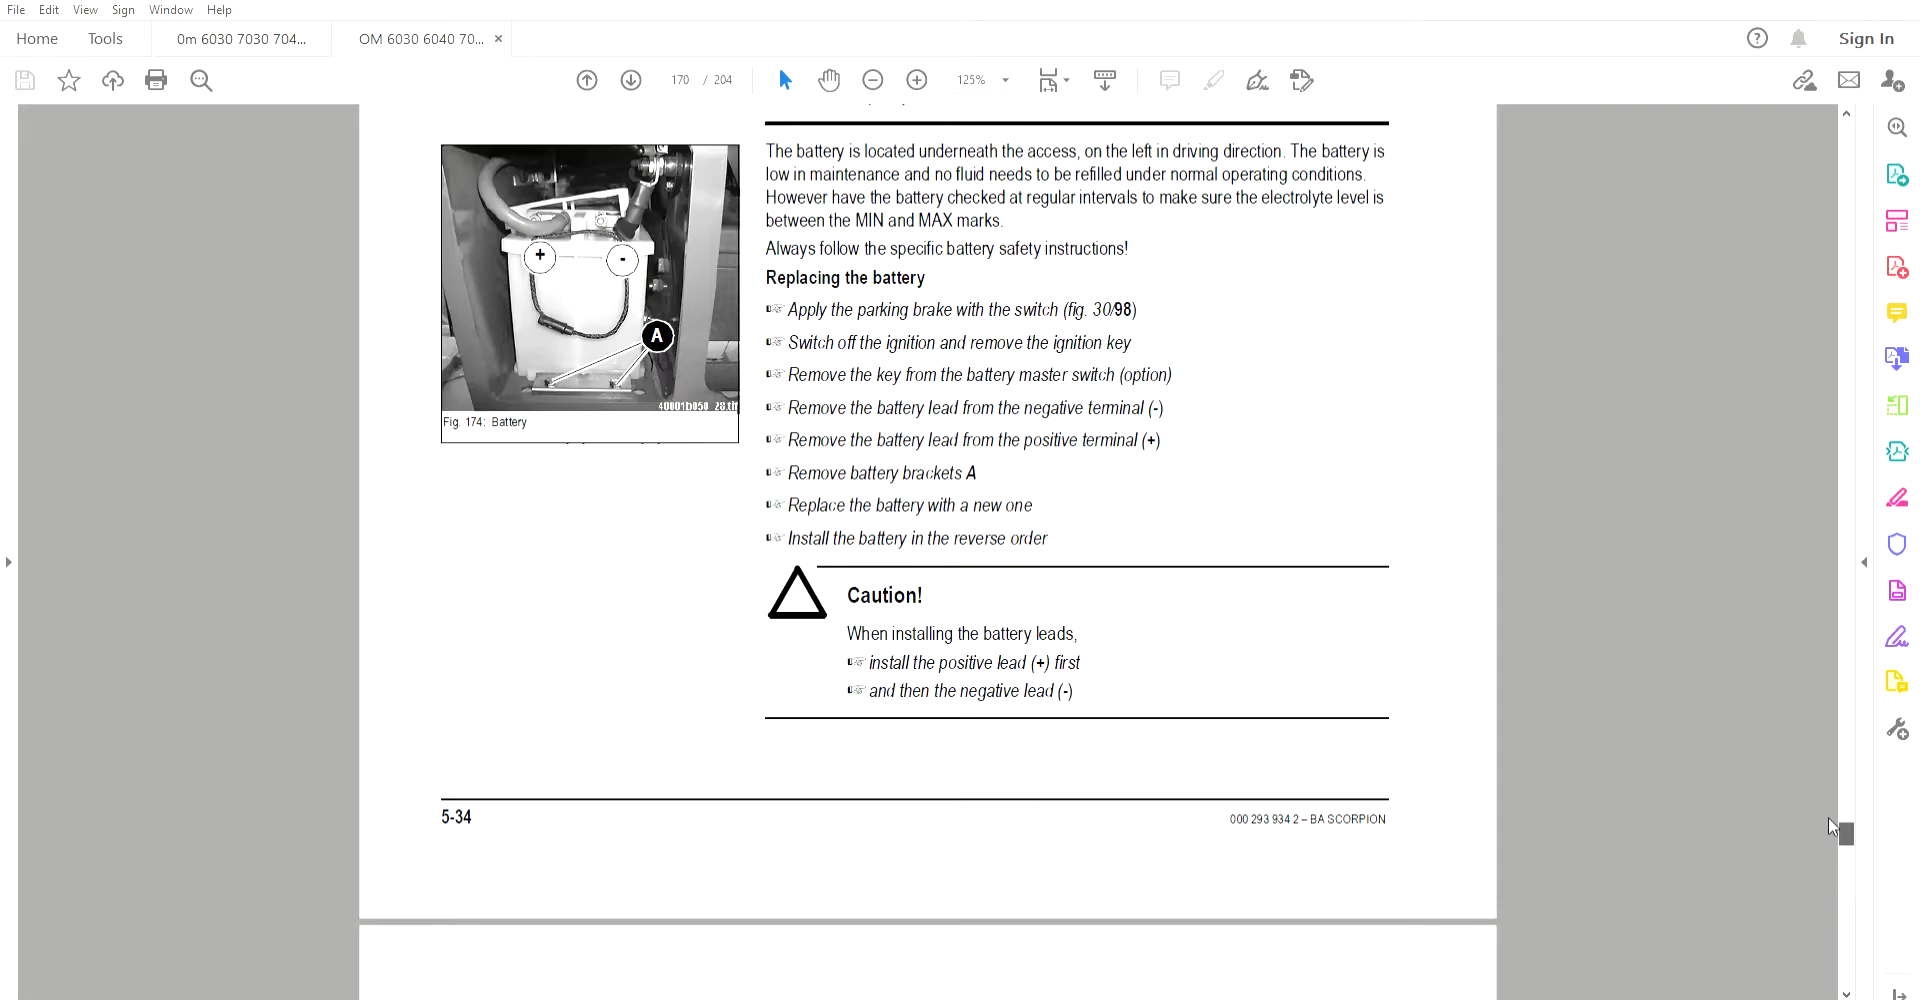 File Edit View Sign Window Help
Home Tools 0m 6030 7030 704... OM 6030 6040 70... Sign In
170 / 204 125%
The battery is located underneath the access, on the left in driving direction. The battery is
low in maintenance and no fluid needs to be refilled under normal operating conditions.
However have the battery checked at regular intervals to make sure the electrolyte level is
between the MIN and MAX marks.
Always follow the specific battery safety instructions!
Replacing the battery
Apply the parking brake with the switch (fig. 30/98)
Switch off the ignition and remove the ignition key
Remove the key from the battery master switch (option)
Remove the battery lead from the negative terminal (-)
Remove the battery lead from the positive terminal (+)
Remove battery brackets A
Replace the battery with a new one
Install the battery in the reverse order
+ -
A
40001b050_28.tif
Fig. 174: Battery
Caution!
When installing the battery leads,
install the positive lead (+) first
and then the negative lead (-)
5-34
000 293 934 2 – BA SCORPION